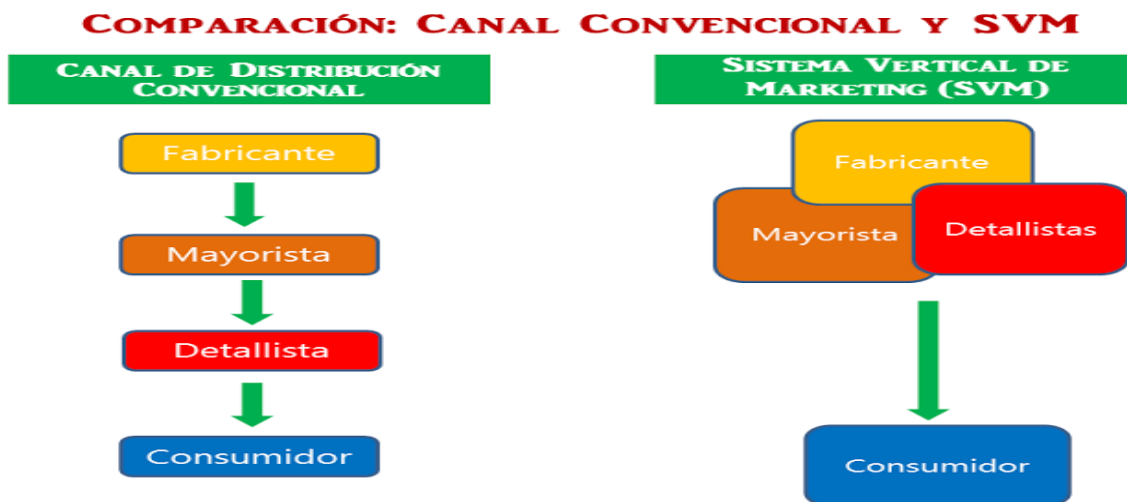 COMPARACIÓN: CANAL CONVENCIONAL Y SVM
CANAL DE DISTRIBUCIÓN
CONVENCIONAL
Fabricante
Mayorista
Detallista
Consumidor
SISTEMA VERTICAL DE
MARKETING (SVM)
Fabricante
Mayorista
Detallistas
Consumidor